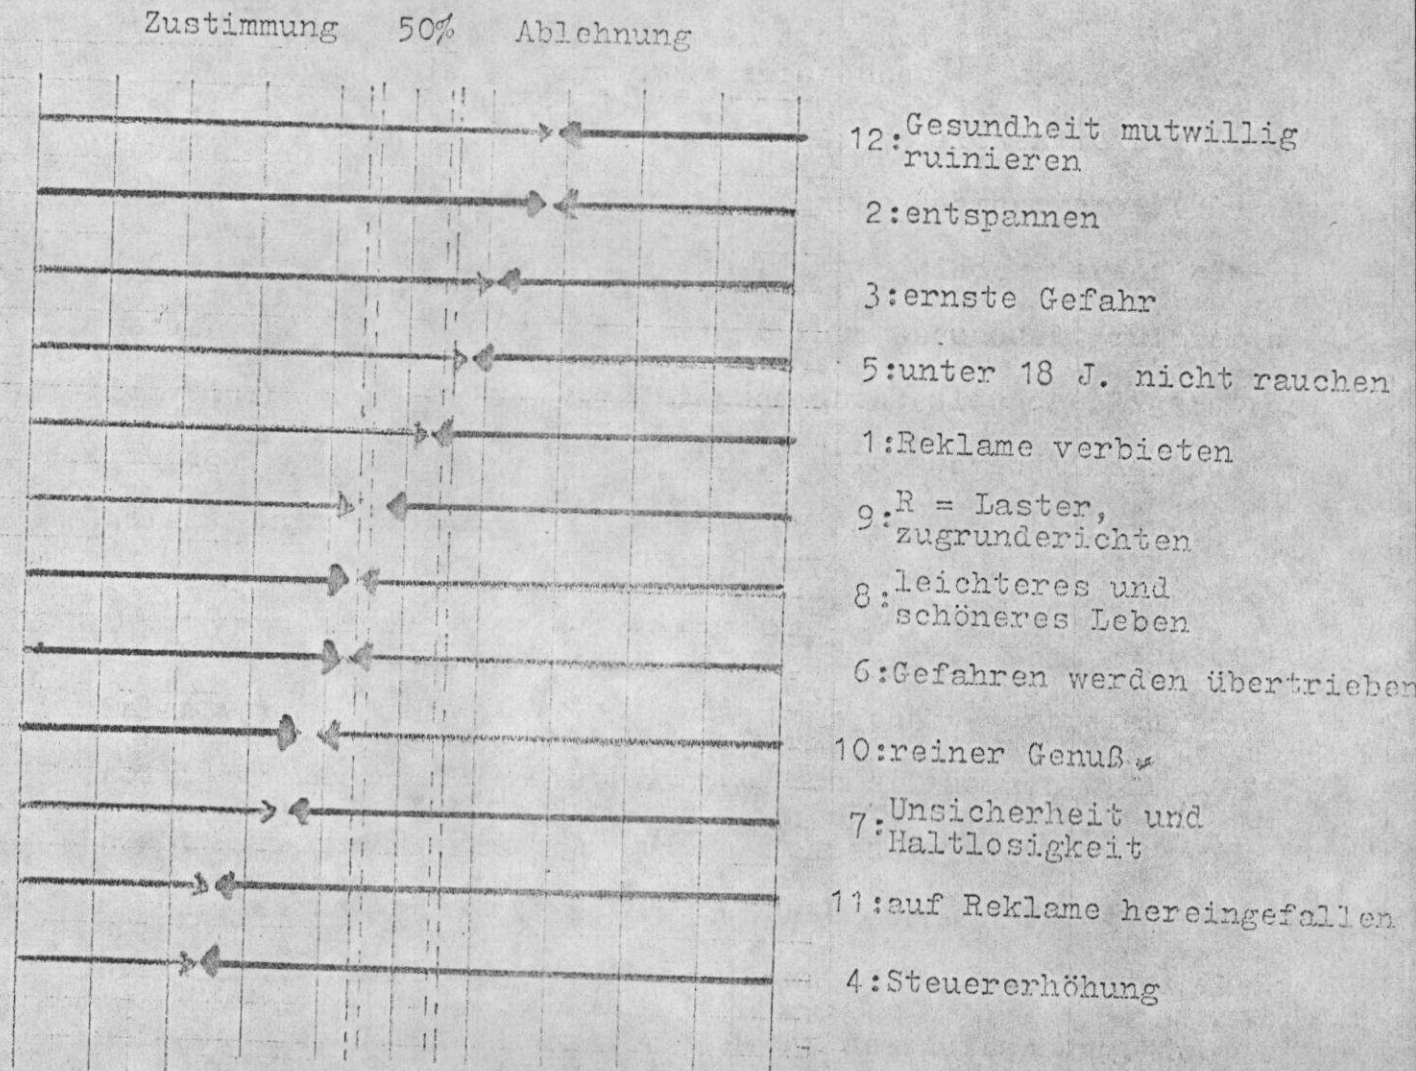 Zustimmung 50% Ablehnung
12: Gesundheit mutwillig
ruinieren
2: entspannen
3: ernste Gefahr
5: unter 18 J. nicht rauchen
1: Reklame verbieten
9: R = Laster,
zugrunderichten
8: leichteres und
schöneres Leben
6: Gefahren werden übertrieben
10: reiner Genuß
7: Unsicherheit und
Haltlosigkeit
11: auf Reklame hereingefallen
4: Steuererhöhung